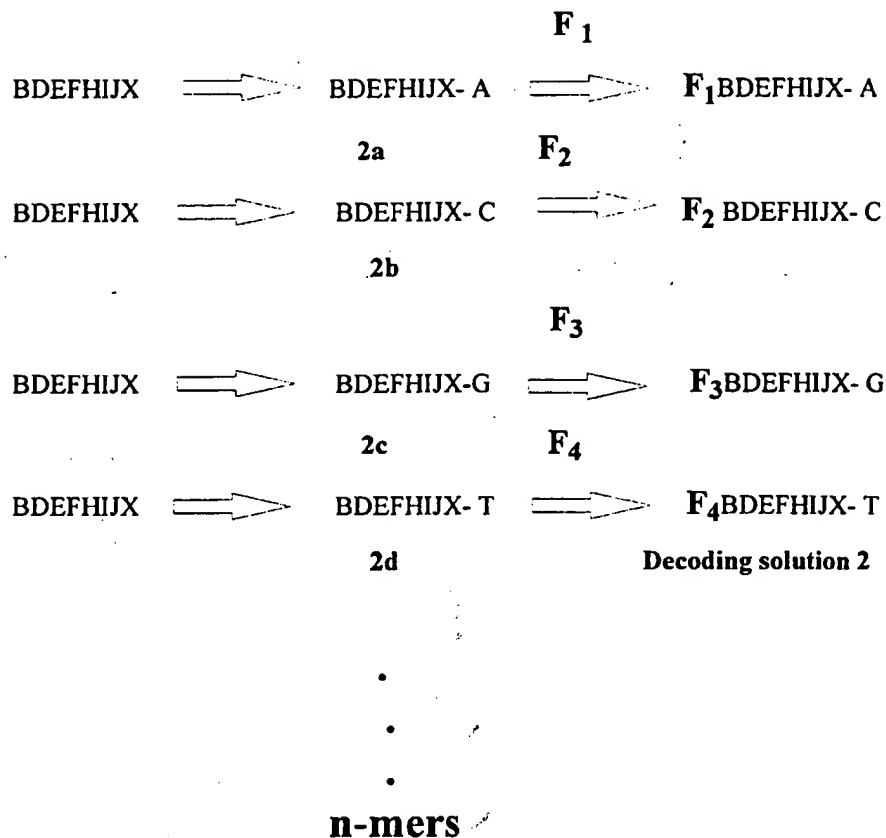 F1
BDEFHIJX BDEFHIJX- A F1BDEFHIJX- A
2a F2
BDEFHIJX BDEFHIJX- C F2 BDEFHIJX- C
2b
F3
BDEFHIJX BDEFHIJX-G F3BDEFHIJX- G
2c F4
BDEFHIJX BDEFHIJX- T F4BDEFHIJX- T
2d Decoding solution 2
n-mers